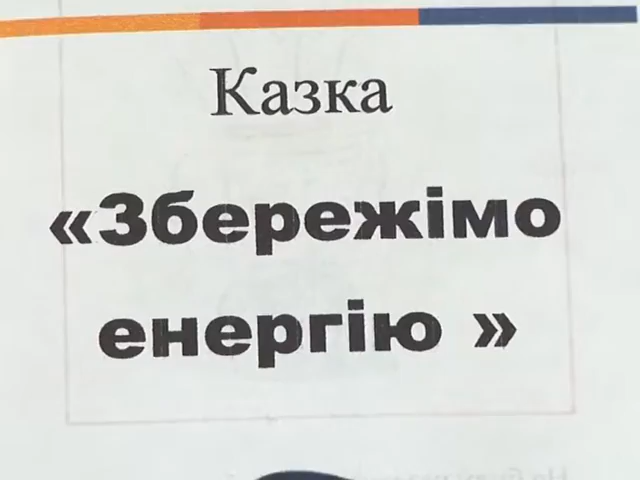 Казка
«Збережімо
енергію »